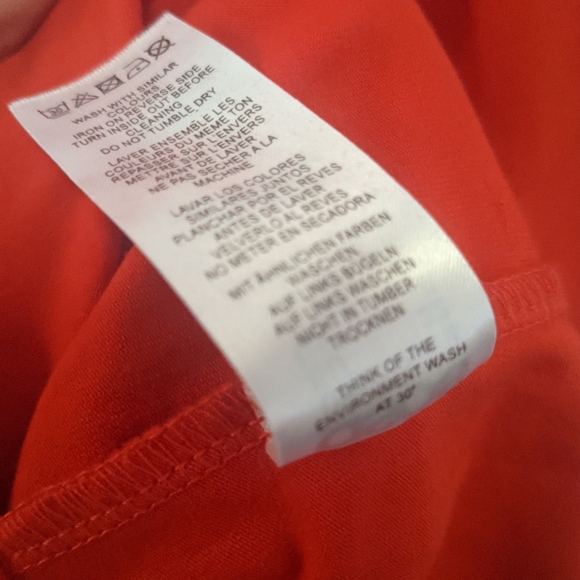 WASH WITH SIMILAR
COLOURS
IRON ON REVERSE SIDE
TURN INSIDE OUT BEFORE
CLEANING
DO NOT TUMBLE DRY
LAVER ENSEMBLE LES
COULEURS DU MEME TON
REPASSER SUR L'ENVERS
METTRE SUR L'ENVERS
AVANT DE LAVER
NE PAS SECHER A LA
MACHINE
LAVAR LOS COLORES
SIMILARES JUNTOS
PLANCHAR POR EL REVES
ANTES DE LAVER
VELVERLO AL REVES
NO METER EN SECADORA
MIT ÄHNLICHEN FARBEN
WASCHEN
AUF LINKS BÜGELN
AUF LINKS WASCHEN
NICHT IN TUMBER
TROCKNEN
THINK OF THE
ENVIRONMENT WASH
AT 30°